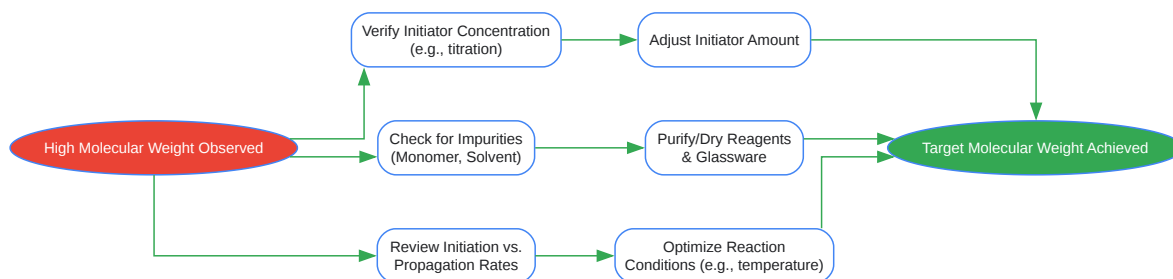 Verify Initiator Concentration
(e.g., titration)
Adjust Initiator Amount
High Molecular Weight Observed
Check for Impurities
(Monomer, Solvent)
Purify/Dry Reagents
& Glassware
Target Molecular Weight Achieved
Review Initiation vs.
Propagation Rates
Optimize Reaction
Conditions (e.g., temperature)